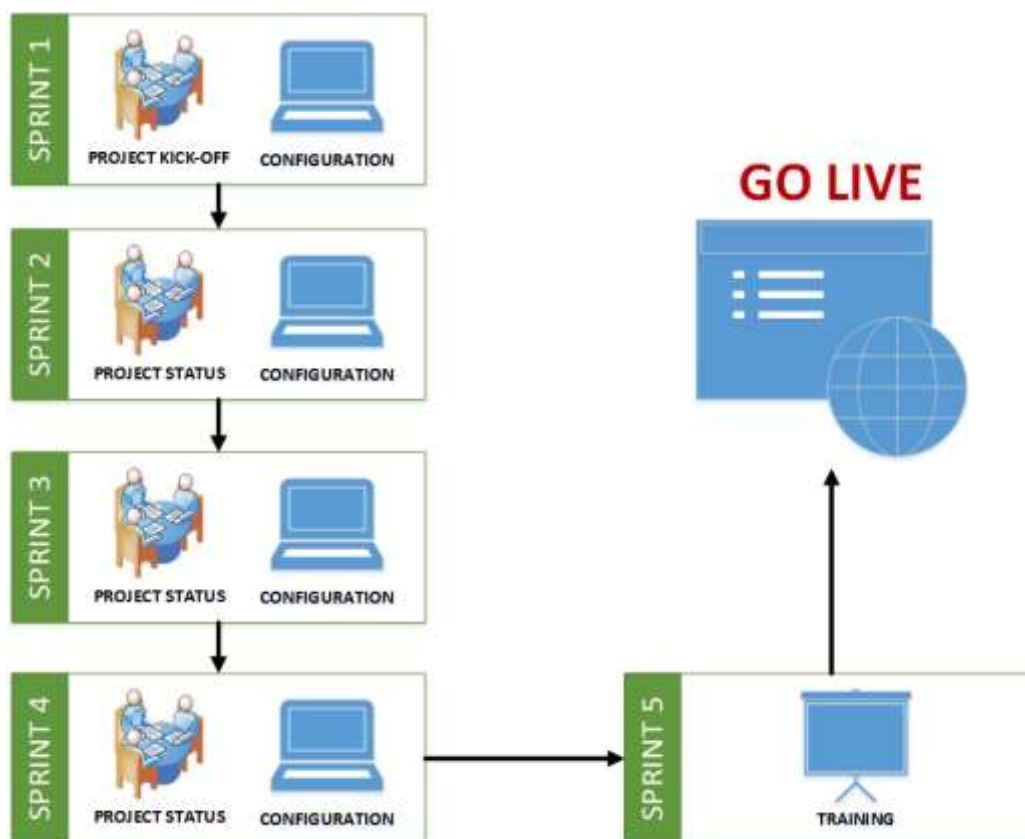 SPRINT 1
PROJECT KICK-OFF
CONFIGURATION
SPRINT 2
PROJECT STATUS
CONFIGURATION
SPRINT 3
PROJECT STATUS
CONFIGURATION
SPRINT 4
PROJECT STATUS
CONFIGURATION
SPRINT 5
TRAINING
GO LIVE